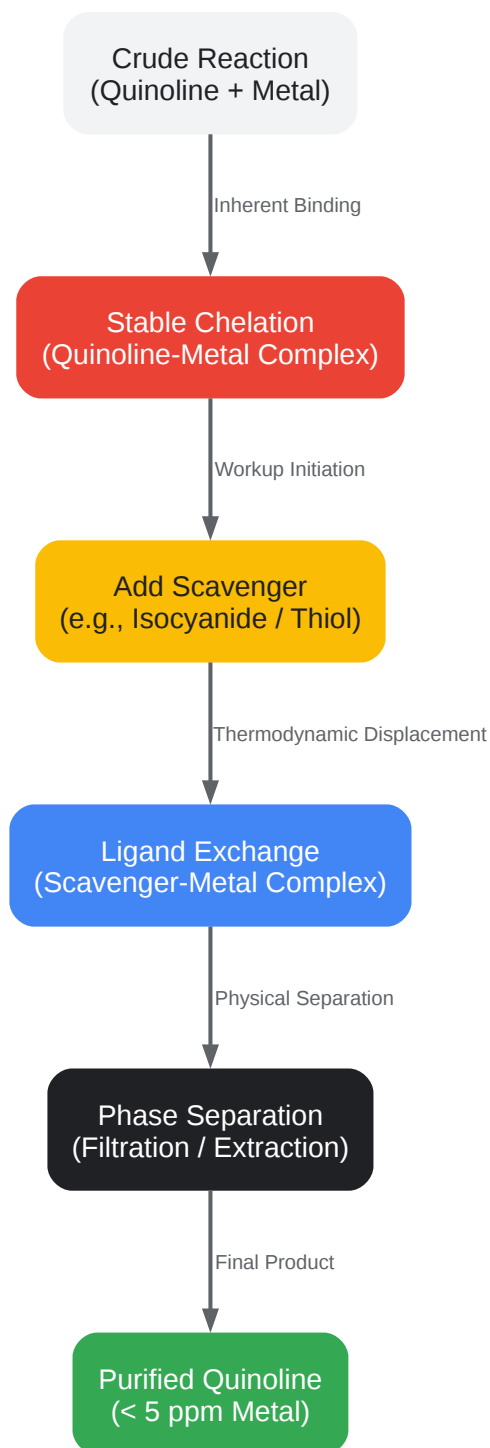 Crude Reaction
(Quinoline + Metal)
Inherent Binding
Stable Chelation
(Quinoline-Metal Complex)
Workup Initiation
Add Scavenger
(e.g., Isocyanide / Thiol)
Thermodynamic Displacement
Ligand Exchange
(Scavenger-Metal Complex)
Physical Separation
Phase Separation
(Filtration / Extraction)
Final Product
Purified Quinoline
(< 5 ppm Metal)